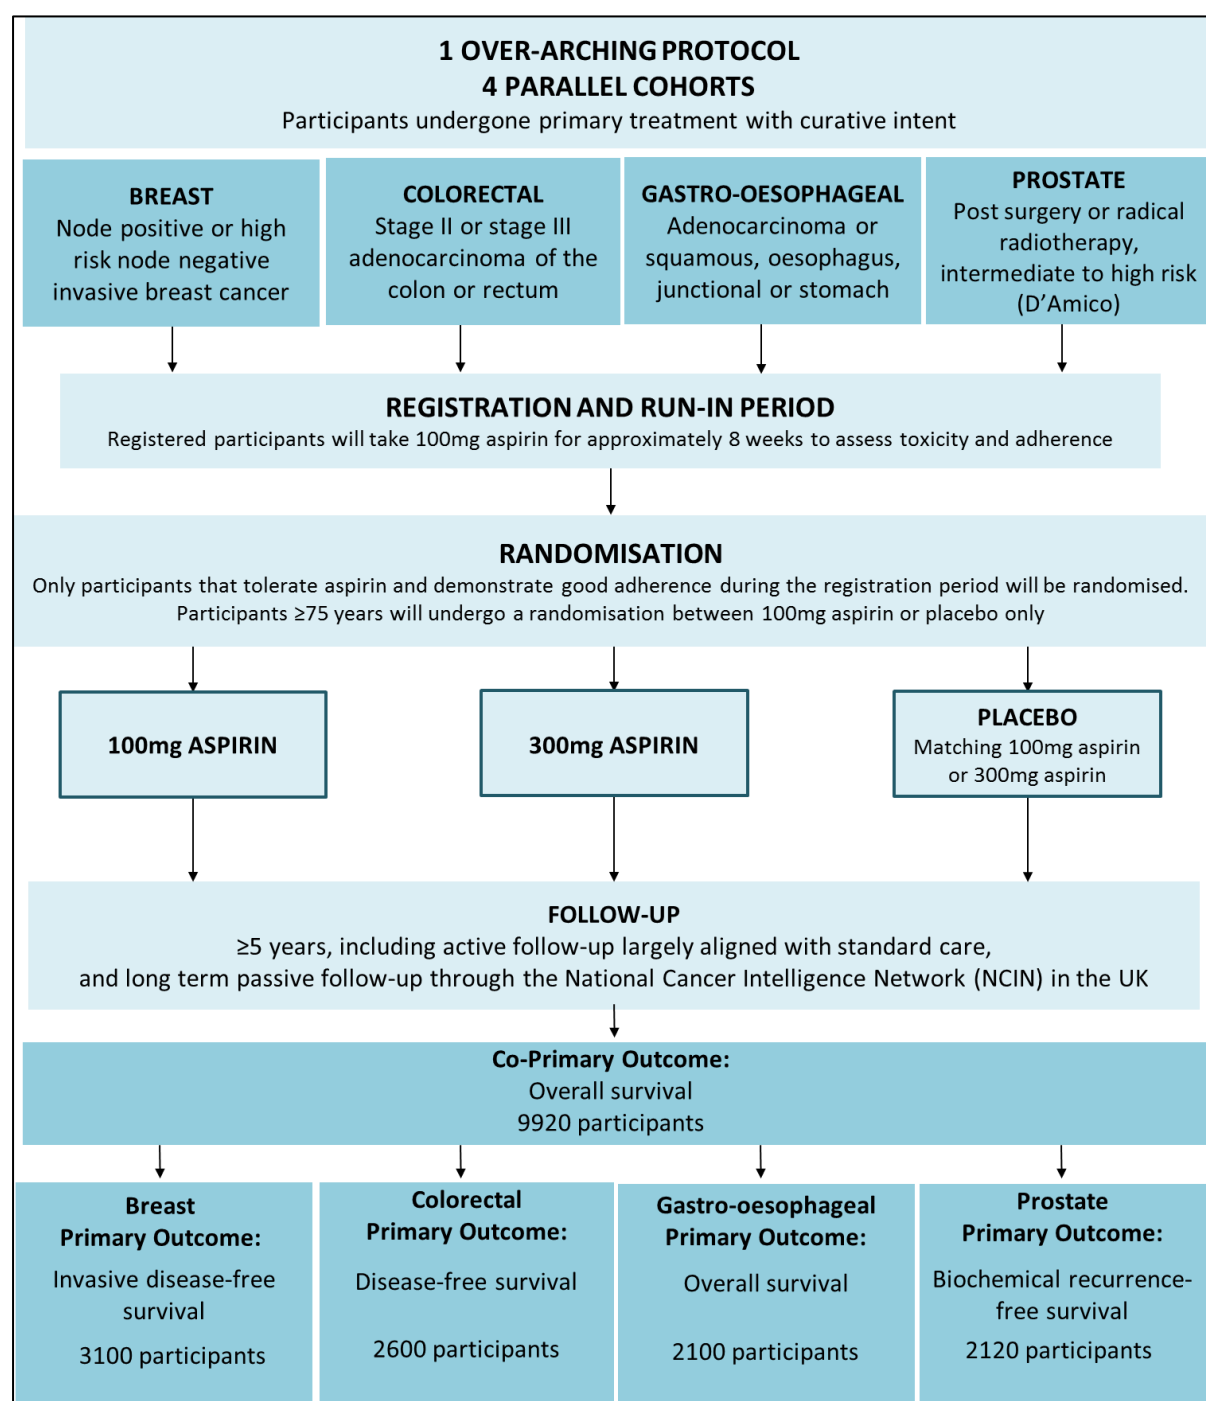 1 OVER-ARCHING PROTOCOL
4 PARALLEL COHORTS
Participants undergone primary treatment with curative intent
BREAST
Node positive or high
risk node negative
invasive breast cancer
COLORECTAL
Stage II or stage III
adenocarcinoma of the
colon or rectum
GASTRO-OESOPHAGEAL
Adenocarcinoma or
squamous, oesophagus,
junctional or stomach
PROSTATE
Post surgery or radical
radiotherapy,
intermediate to high risk
(D'Amico)
REGISTRATION AND RUN-IN PERIOD
Registered participants will take 100mg aspirin for approximately 8 weeks to assess toxicity and adherence
RANDOMISATION
Only participants that tolerate aspirin and demonstrate good adherence during the registration period will be randomised.
Participants ≥75 years will undergo a randomisation between 100mg aspirin or placebo only
100mg ASPIRIN
300mg ASPIRIN
PLACEBO
Matching 100mg aspirin
or 300mg aspirin
FOLLOW-UP
≥5 years, including active follow-up largely aligned with standard care,
and long term passive follow-up through the National Cancer Intelligence Network (NCIN) in the UK
Co-Primary Outcome:
Overall survival
9920 participants
Breast
Primary Outcome:
Invasive disease-free
survival
3100 participants
Colorectal
Primary Outcome:
Disease-free survival
2600 participants
Gastro-oesophageal
Primary Outcome:
Overall survival
2100 participants
Prostate
Primary Outcome:
Biochemical recurrence-
free survival
2120 participants